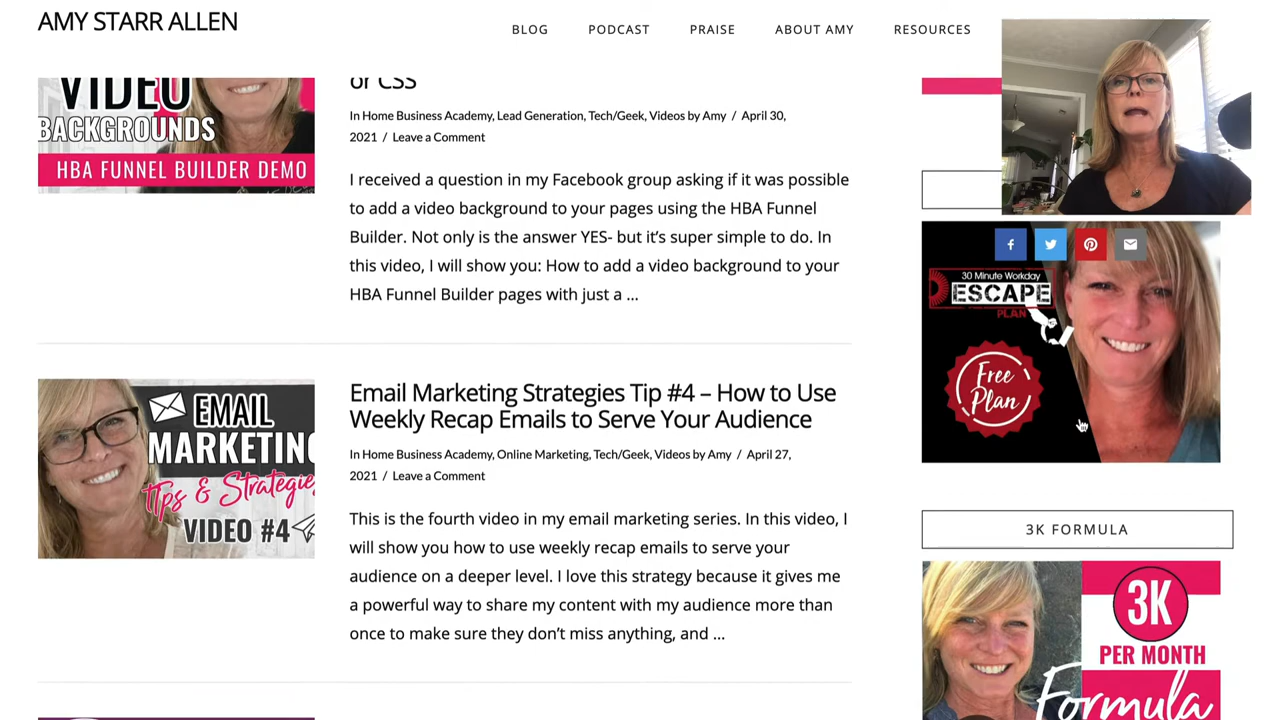 AMY STARR ALLEN
BLOG
PODCAST
PRAISE
ABOUT AMY
RESOURCES
VIDEO
BACKGROUNDS
HBA FUNNEL BUILDER DEMO
or CSS
In Home Business Academy, Lead Generation, Tech/Geek, Videos by Amy / April 30,
2021 / Leave a Comment
I received a question in my Facebook group asking if it was possible
to add a video background to your pages using the HBA Funnel
Builder. Not only is the answer YES- but it’s super simple to do. In
this video, I will show you: How to add a video background to your
HBA Funnel Builder pages with just a ...
30 Minute Workday
ESCAPE
PLAN
Free
Plan
EMAIL
MARKETING
Tips & Strategies
VIDEO #4
Email Marketing Strategies Tip #4 – How to Use
Weekly Recap Emails to Serve Your Audience
In Home Business Academy, Online Marketing, Tech/Geek, Videos by Amy / April 27,
2021 / Leave a Comment
This is the fourth video in my email marketing series. In this video, I
will show you how to use weekly recap emails to serve your
audience on a deeper level. I love this strategy because it gives me
a powerful way to share my content with my audience more than
once to make sure they don’t miss anything, and ...
3K FORMULA
3K
PER MONTH
Formula